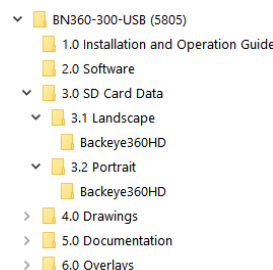 BN360-300-USB (5805)
1.0 Installation and Operation Guide
2.0 Software
3.0 SD Card Data
3.1 Landscape
Backeye360HD
3.2 Portrait
Backeye360HD
4.0 Drawings
5.0 Documentation
6.0 Overlays